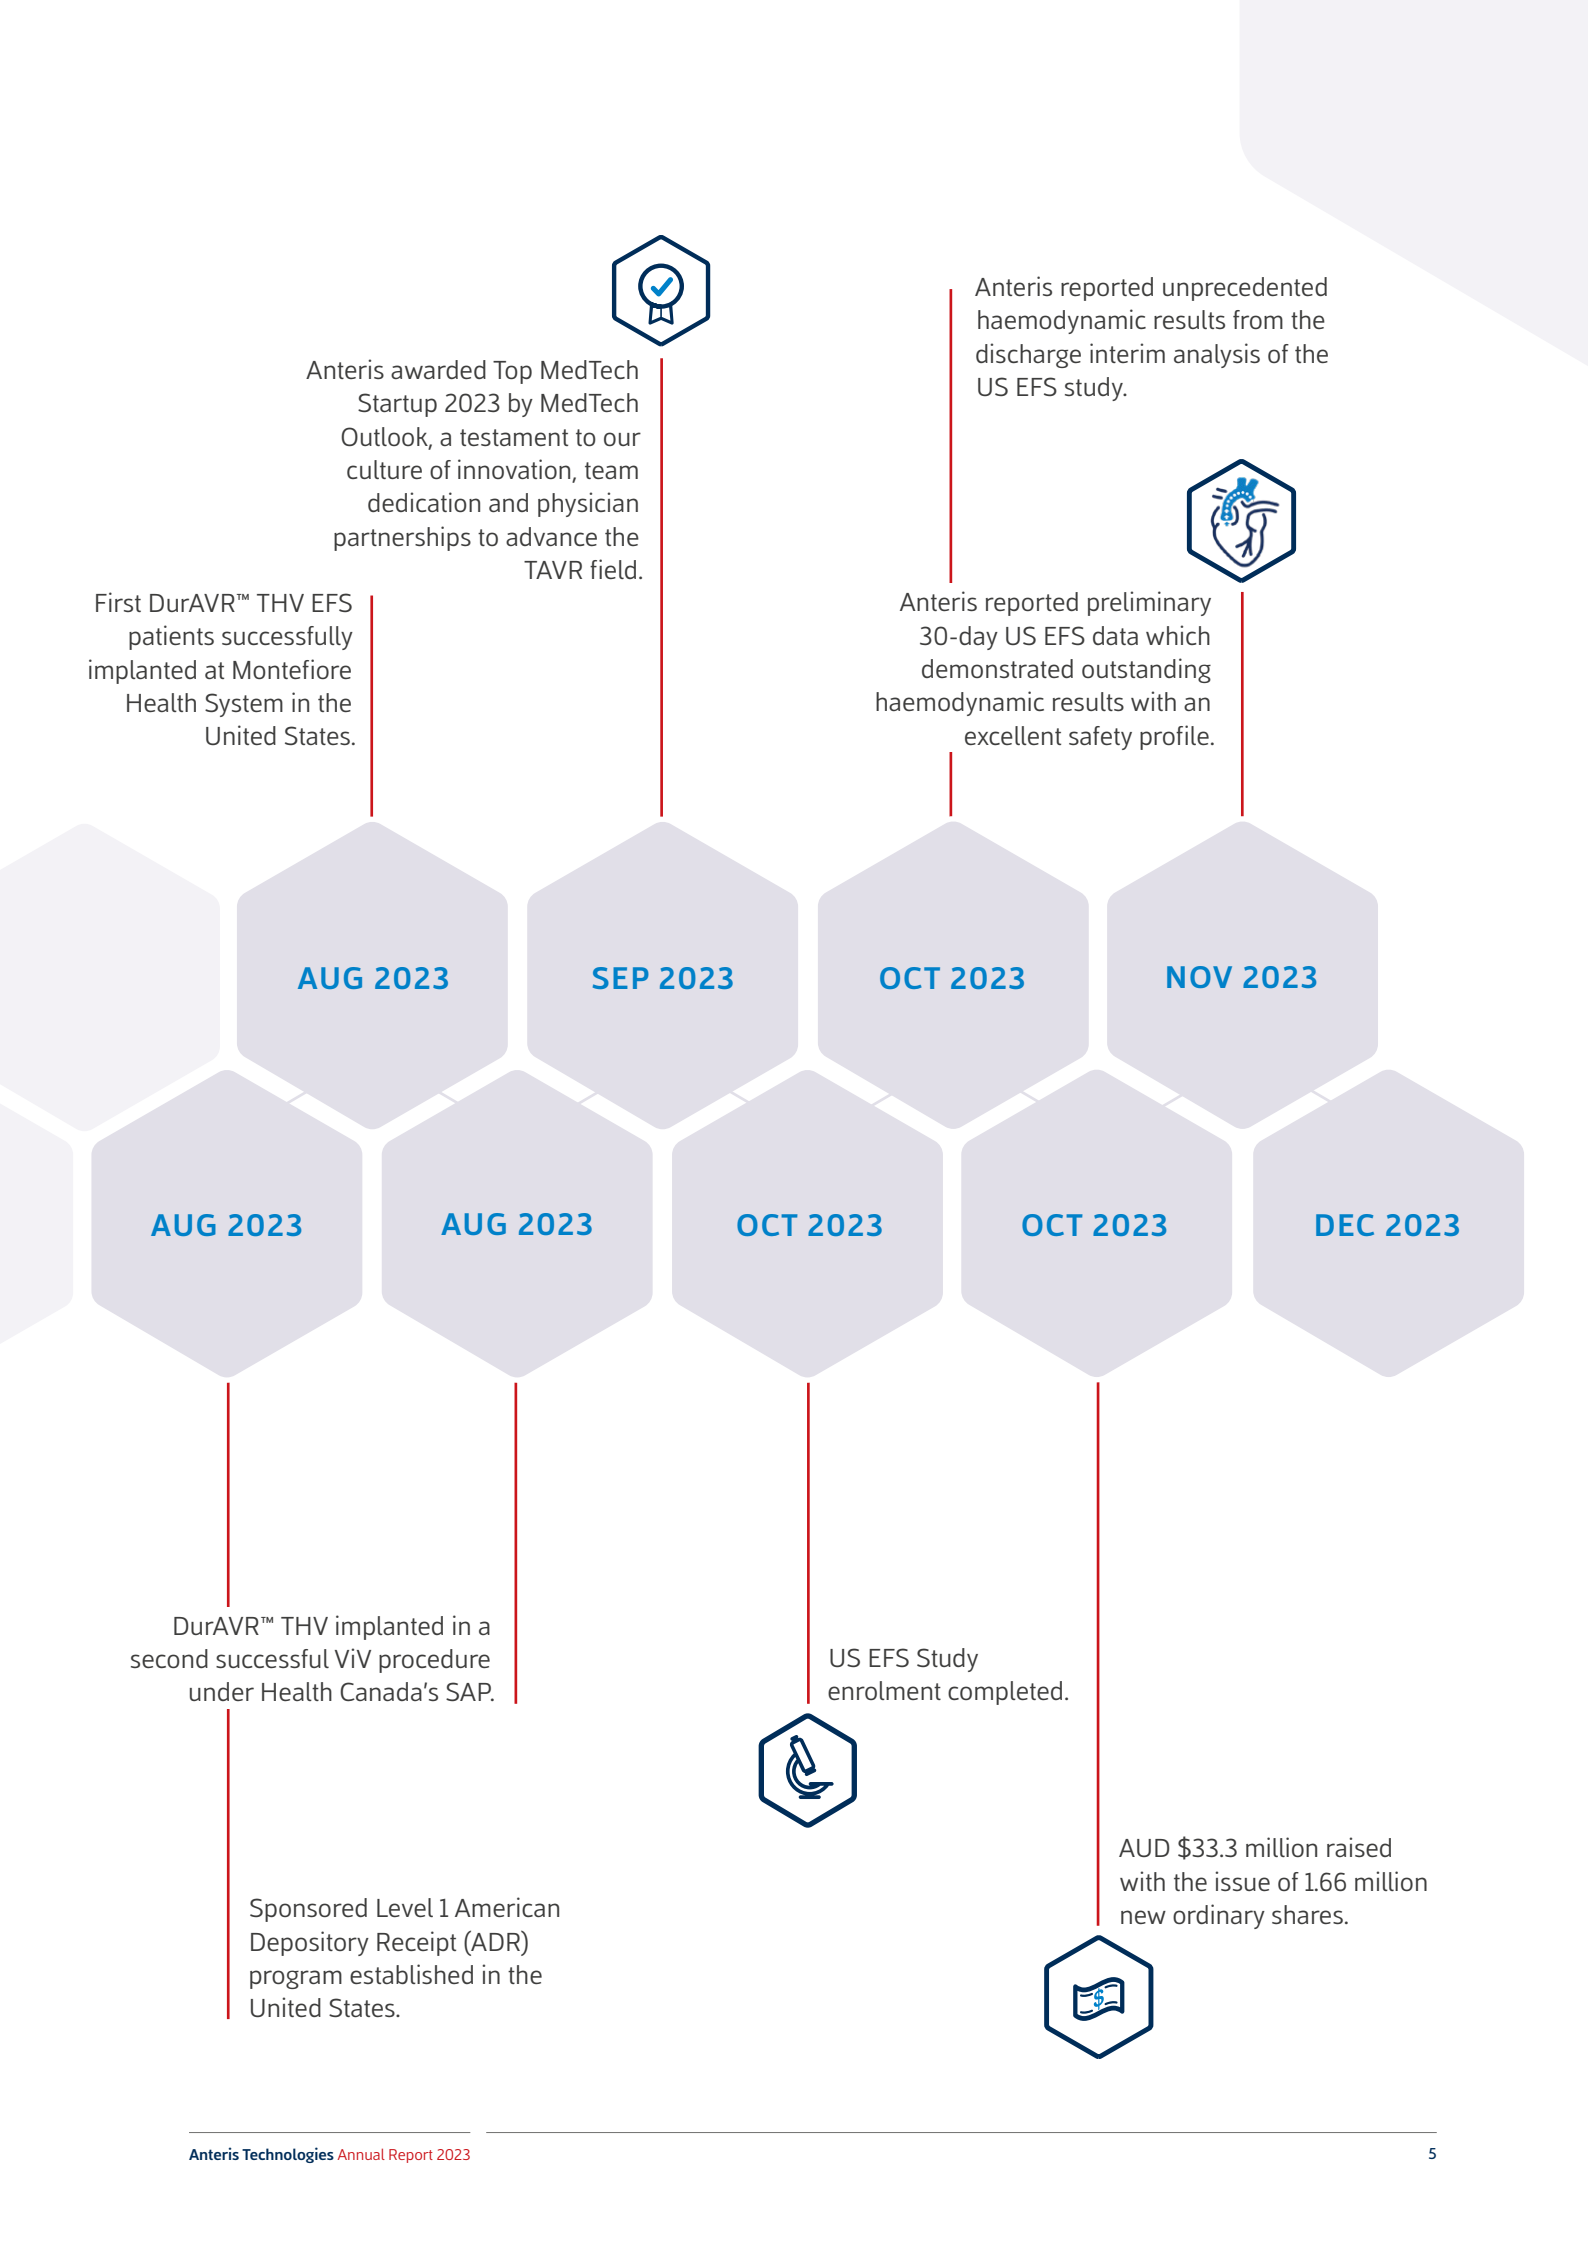 Anteris awarded Top MedTech
Startup 2023 by MedTech
Outlook, a testament to our
culture of innovation, team
dedication and physician
partnerships to advance the
TAVR field.
Anteris reported unprecedented
haemodynamic results from the
discharge interim analysis of the
US EFS study.
First DurAVR™ THV EFS
patients successfully
implanted at Montefiore
Health System in the
United States.
Anteris reported preliminary
30-day US EFS data which
demonstrated outstanding
haemodynamic results with an
excellent safety profile.
AUG 2023
SEP 2023
OCT 2023
NOV 2023
AUG 2023
AUG 2023
OCT 2023
OCT 2023
DEC 2023
DurAVR™ THV implanted in a
second successful ViV procedure
under Health Canada's SAP.
US EFS Study
enrolment completed.
AUD $33.3 million raised
with the issue of 1.66 million
new ordinary shares.
Sponsored Level 1 American
Depository Receipt (ADR)
program established in the
United States.
$
Anteris Technologies Annual Report 2023
5